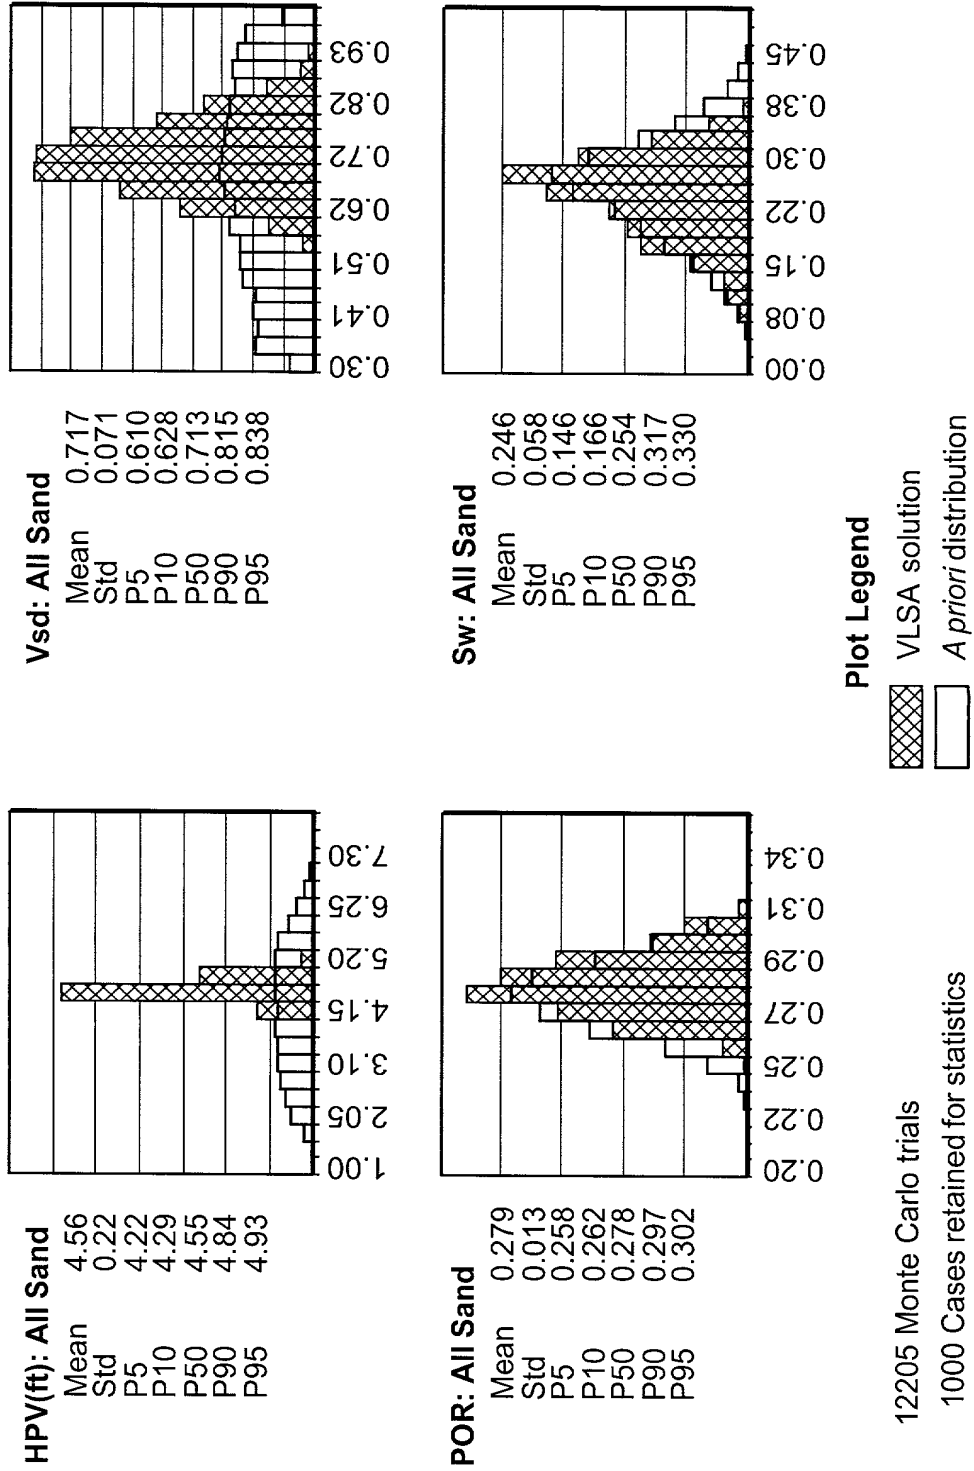 HPV(ft): All Sand
Mean 4.56
Std 0.22
P5 4.22
P10 4.29
P50 4.55
P90 4.84
P95 4.93
1.00 2.05 3.10 4.15 5.20 6.25 7.30
Vsd: All Sand
Mean 0.717
Std 0.071
P5 0.610
P10 0.628
P50 0.713
P90 0.815
P95 0.838
0.30 0.41 0.51 0.62 0.72 0.82 0.93
POR: All Sand
Mean 0.279
Std 0.013
P5 0.258
P10 0.262
P50 0.278
P90 0.297
P95 0.302
0.20 0.22 0.25 0.27 0.29 0.31 0.34
Sw: All Sand
Mean 0.246
Std 0.058
P5 0.146
P10 0.166
P50 0.254
P90 0.317
P95 0.330
0.00 0.08 0.15 0.22 0.30 0.38 0.45
12205 Monte Carlo trials
1000 Cases retained for statistics
Plot Legend
VLSA solution
A priori distribution